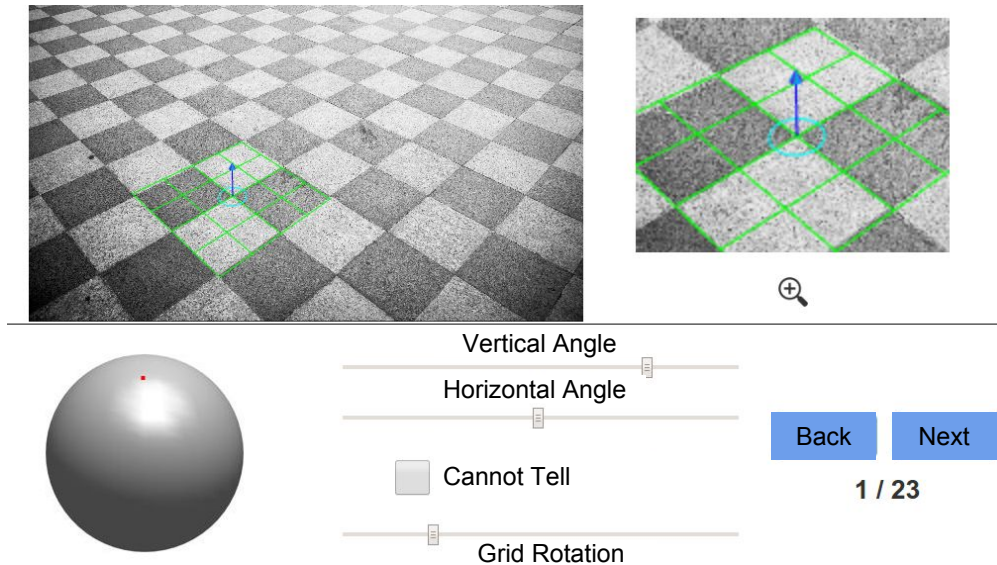 Vertical Angle
Horizontal Angle
Back
Next
Cannot Tell
1 / 23
Grid Rotation